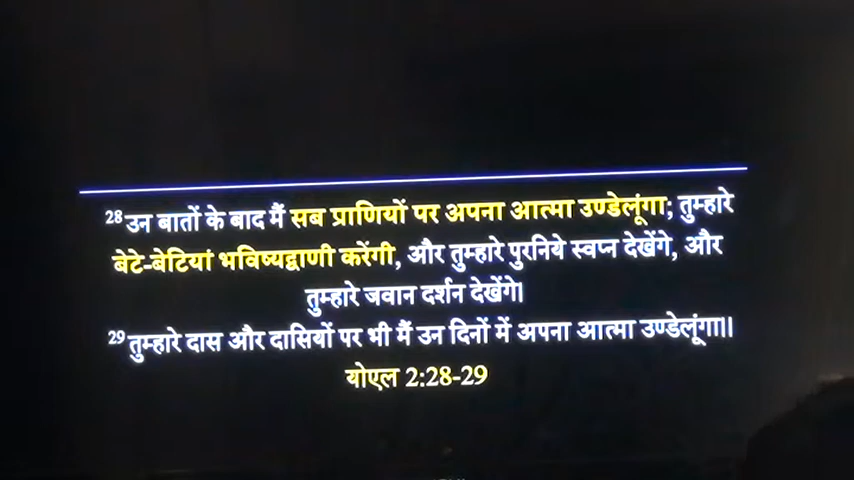 28 उन बातों के बाद मैं सब प्राणियों पर अपना आत्मा उण्डेलूंगा; तुम्हारे
बेटे-बेटियां भविष्यद्वाणी करेंगी, और तुम्हारे पुरनिये स्वप्न देखेंगे, और
तुम्हारे जवान दर्शन देखेंगे।
29 तुम्हारे दास और दासियों पर भी मैं उन दिनों में अपना आत्मा उण्डेलूंगा।।
योएल 2:28-29